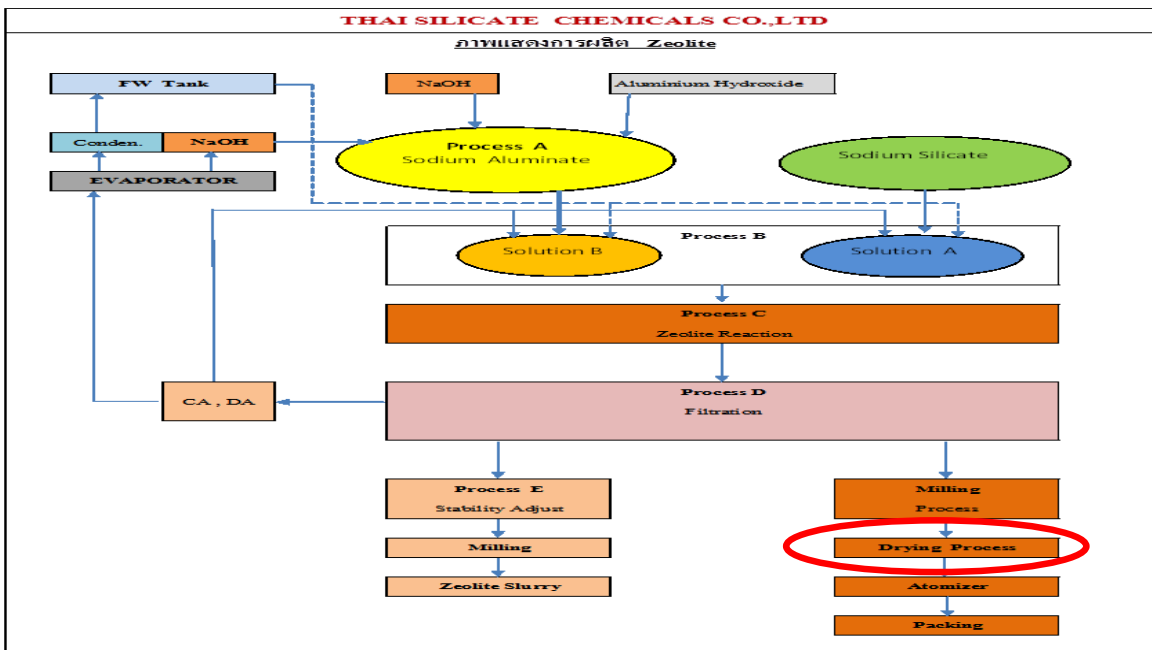 THAI SILICATE CHEMICALS CO.,LTD
ภาพแสดงการผลิต Zeolite
FW Tank
NaOH
Aluminium Hydroxide
Conden.
NaOH
Process A
Sodium Aluminate
Sodium Silicate
EVAPORATOR
Process B
Solution B
Solution A
Process C
Zeolite Reaction
CA , DA
Process D
Filtration
Process E
Stability Adjust
Milling
Process
Milling
Drying Process
Zeolite Slurry
Atomizer
Packing